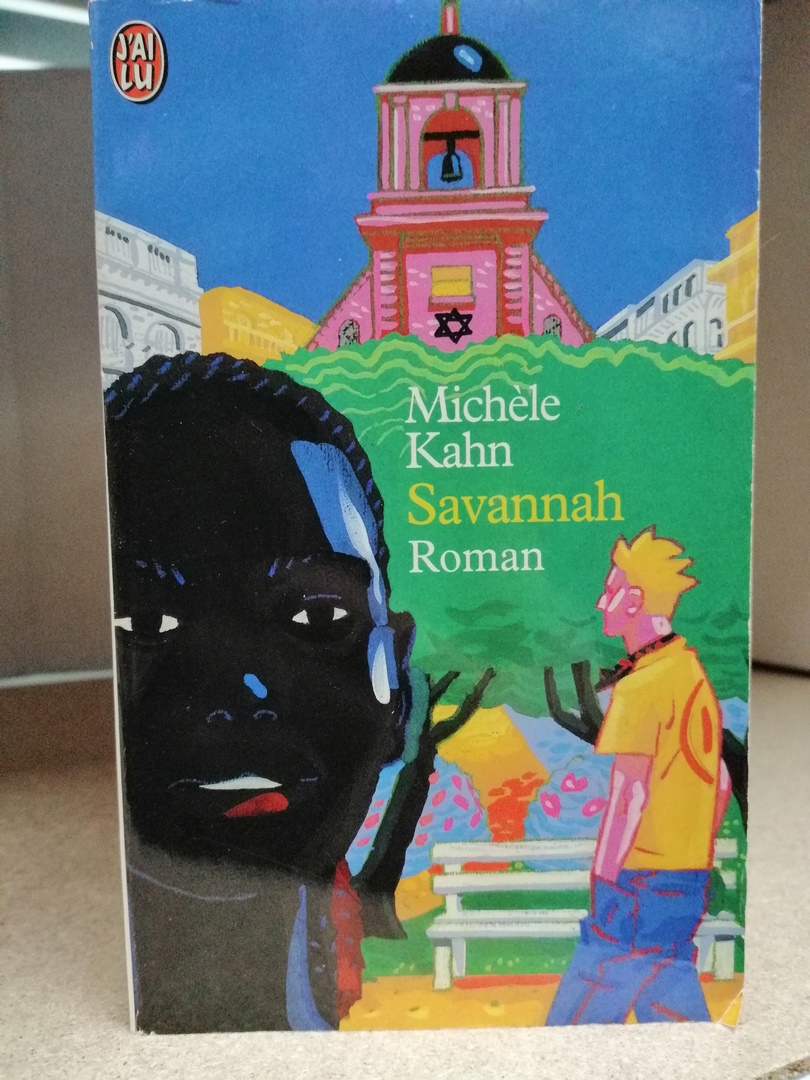 J'AI
LU
Michèle
Kahn
Savannah
Roman